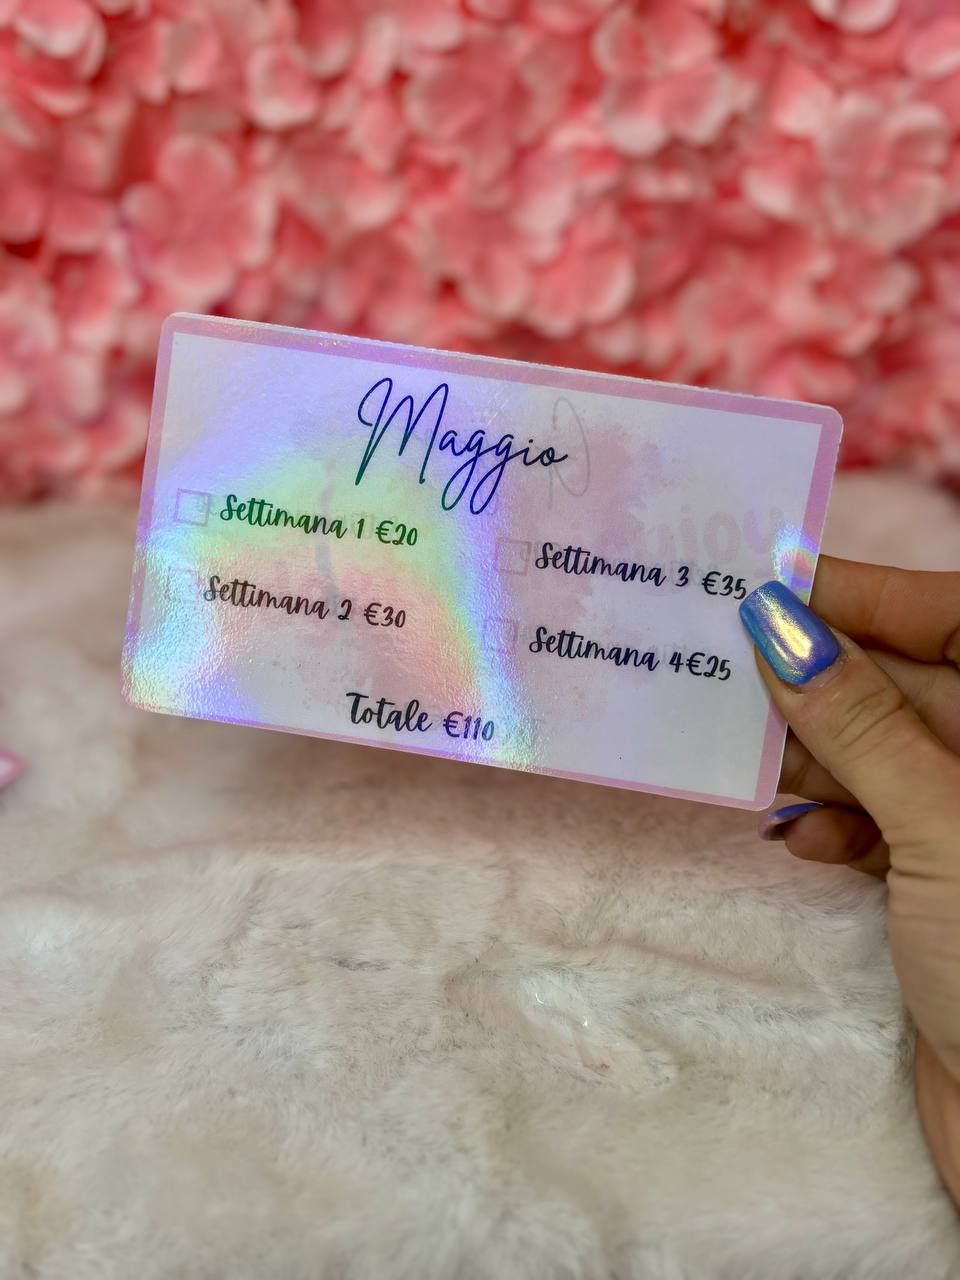 Maggio
Settimana 1 €20
Settimana 2 €30
Settimana 3 €35
Settimana 4€25
Totale €110